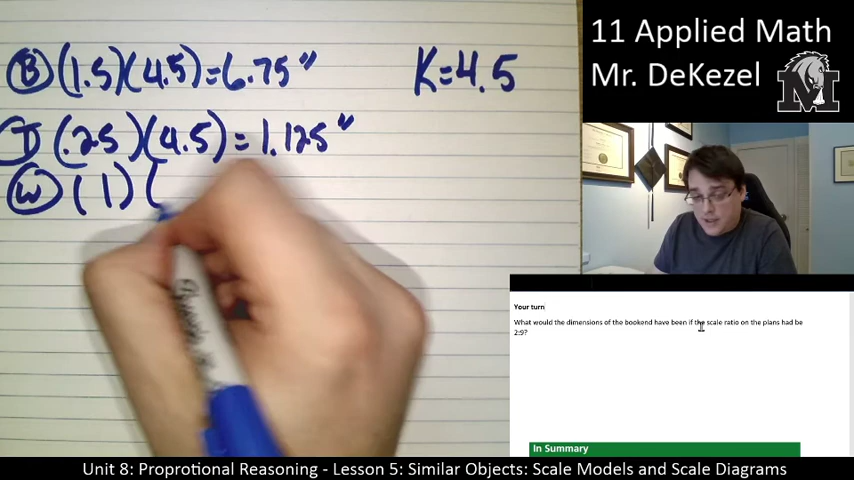 11 Applied Math
Mr. DeKezel
M
B (1.5)(4.5)=6.75"
K=4.5
T (.25)(4.5)=1.125"
W (1)(
Your turn
What would the dimensions of the bookend have been if the scale ratio on the plans had be
2:9?
In Summary
Unit 8: Proprotional Reasoning - Lesson 5: Similar Objects: Scale Models and Scale Diagrams